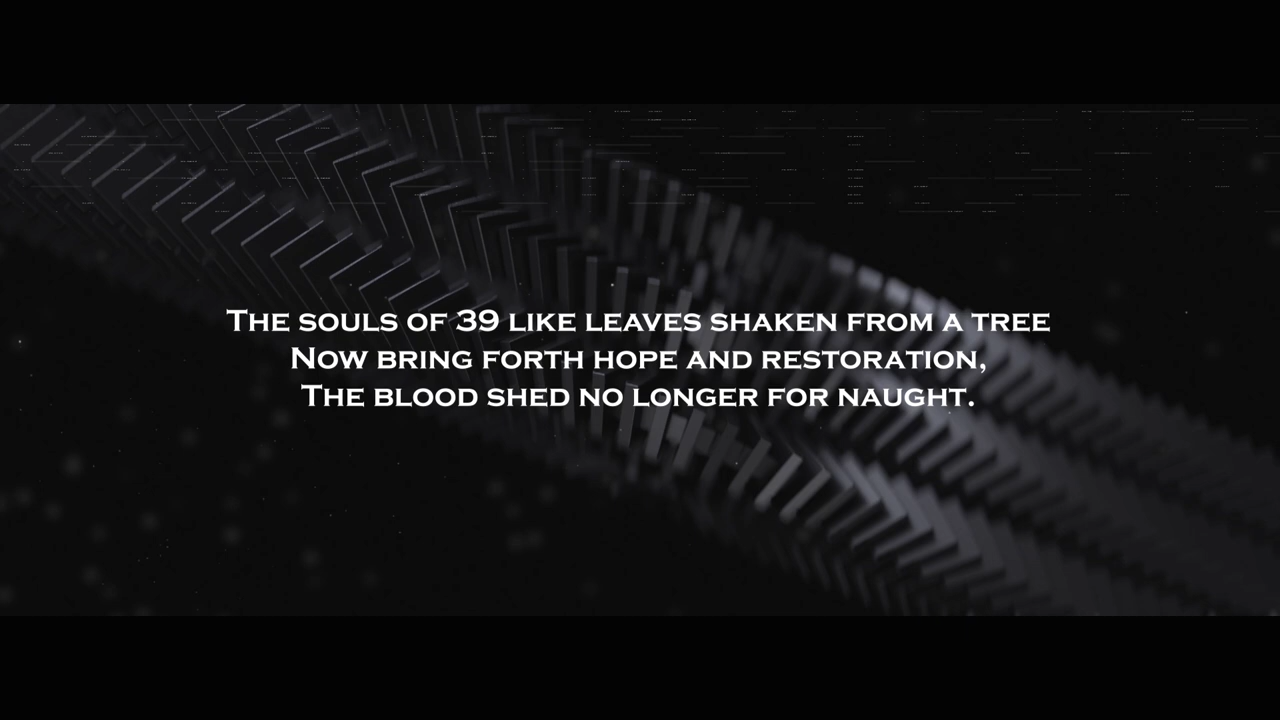 The souls of 39 like leaves shaken from a tree
Now bring forth hope and restoration,
The blood shed no longer for naught.